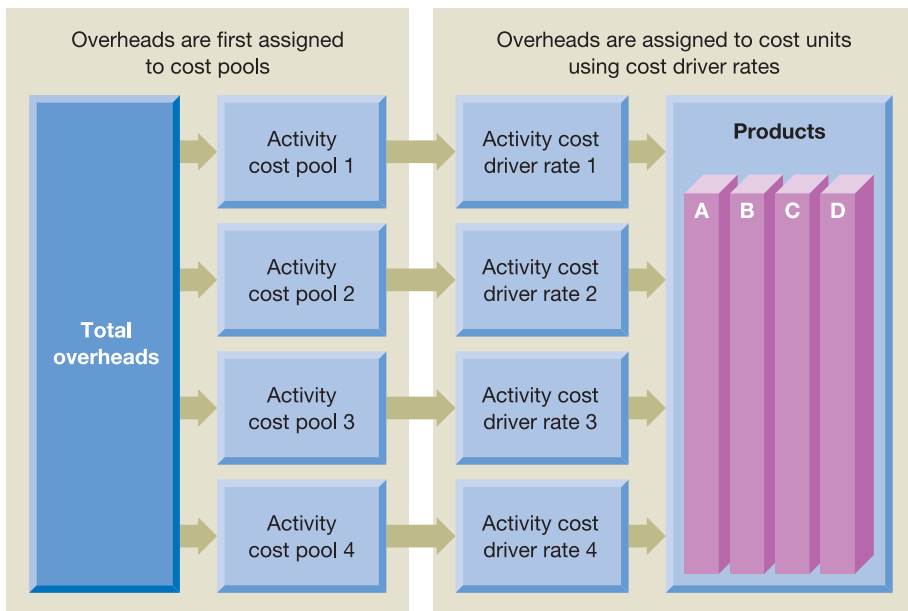 Overheads are first assigned
to cost pools
Overheads are assigned to cost units
using cost driver rates
Total
overheads
Activity
cost pool 1
Activity cost
driver rate 1
Activity
cost pool 2
Activity cost
driver rate 2
Activity
cost pool 3
Activity cost
driver rate 3
Activity
cost pool 4
Activity cost
driver rate 4
Products
A B C D